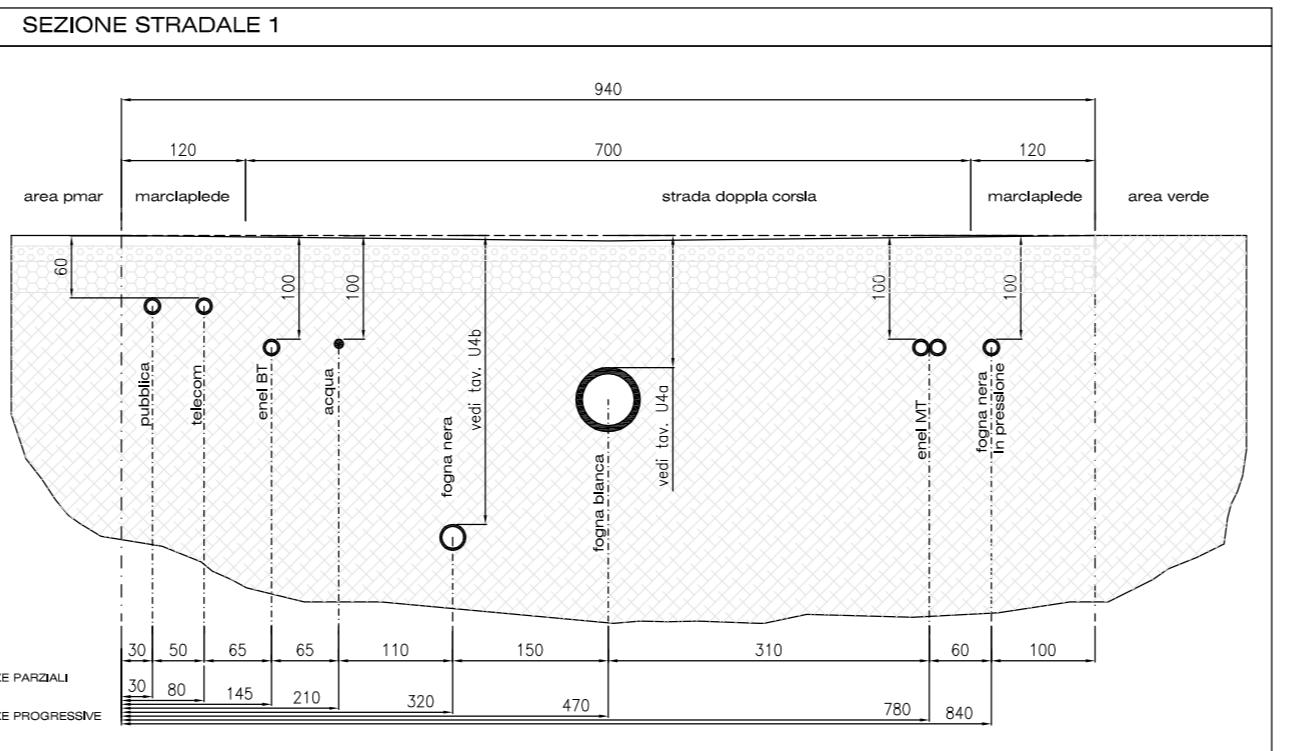 SEZIONE STRADALE 1
940
120
700
120
area pmar
marclaplede
strada doppla corsla
marclaplede
area verde
60
100
100
100
100
vedi tav. U4b
vedi tav. U4a
pubblica
telecom
enel BT
acqua
fogna nera
fogna blanca
enel MT
fogna nera
In pressione
30
50
65
65
110
150
310
60
100
ZE PARZIALI
30
80
145
210
320
470
780
840
ZE PROGRESSIVE